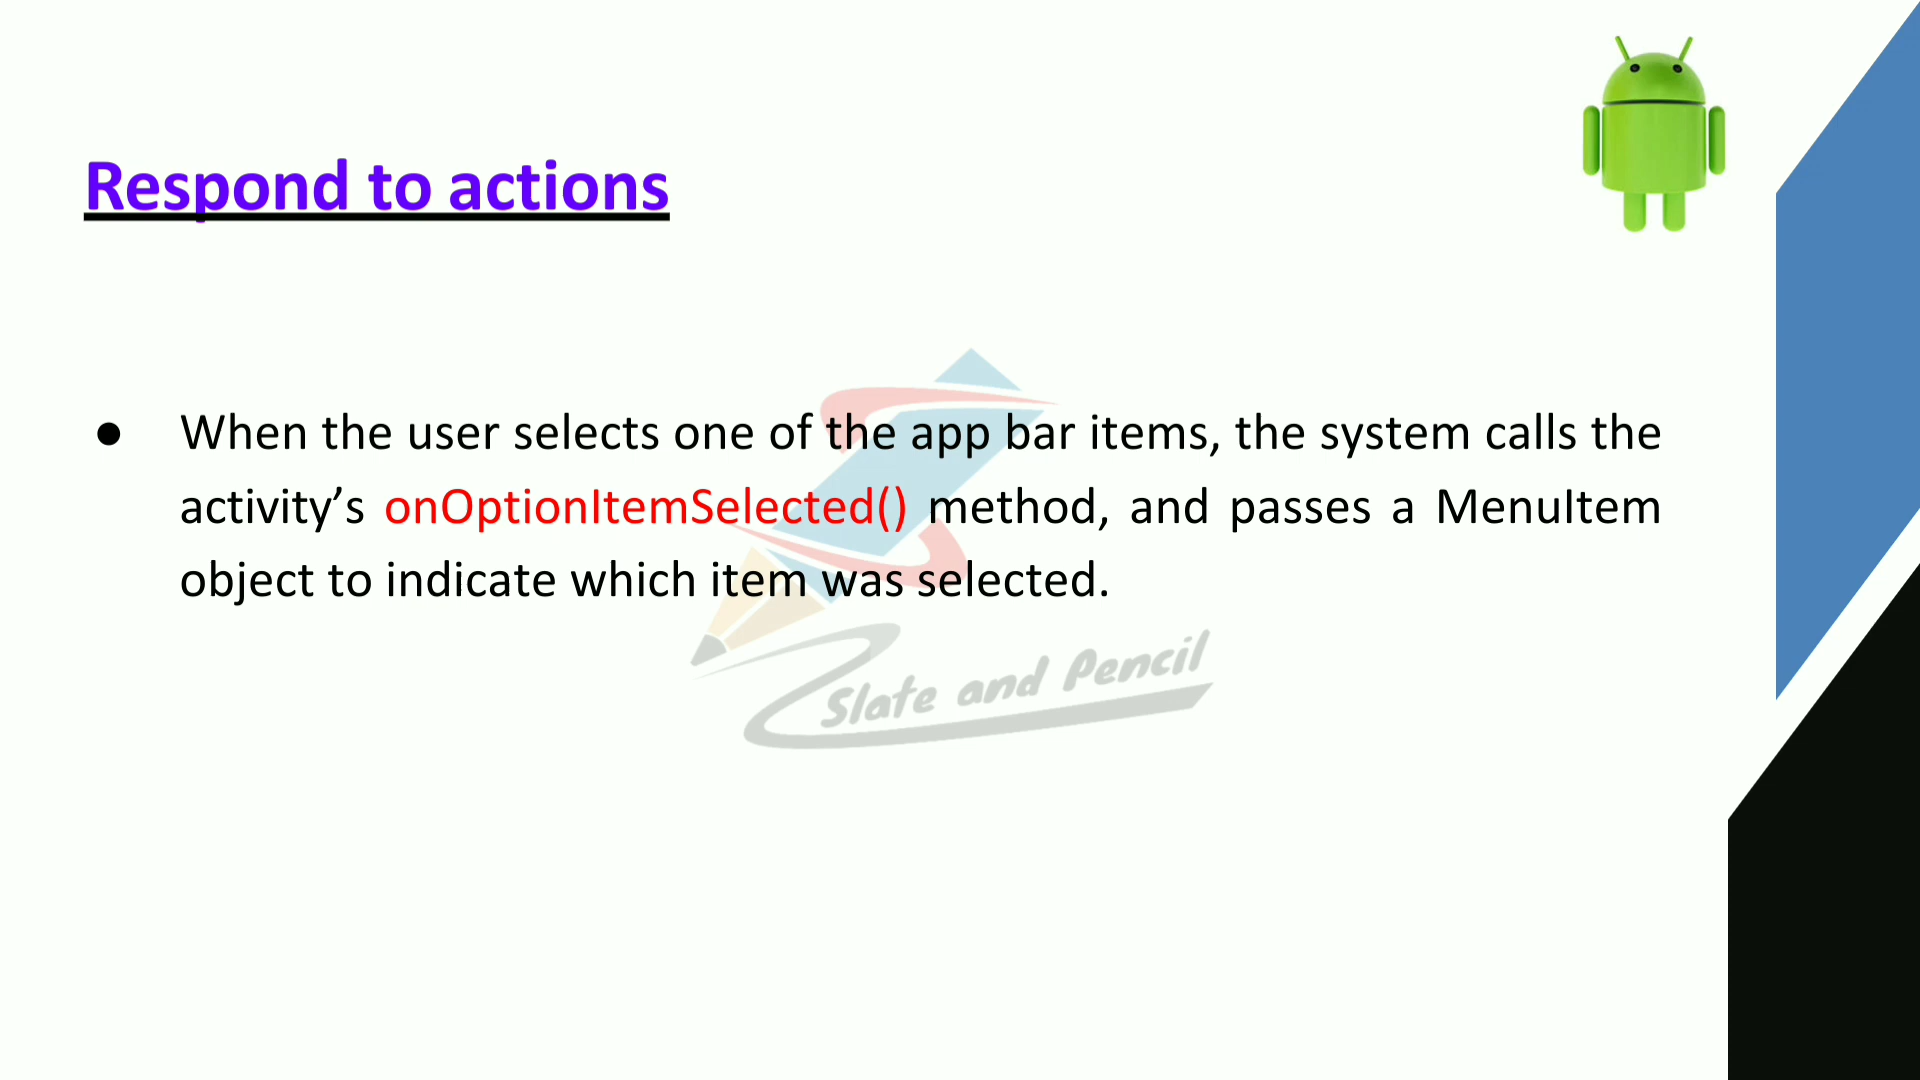 Respond to actions
● When the user selects one of the app bar items, the system calls the
activity’s onOptionItemSelected() method, and passes a MenuItem
object to indicate which item was selected.
Slate and Pencil